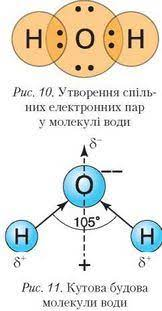 H : O : H
Рис. 10. Утворення спіль-
них електронних пар
у молекулі води
δ⁻
O
− −
105°
H H
δ⁺ + δ⁺
Рис. 11. Кутова будова
молекули води